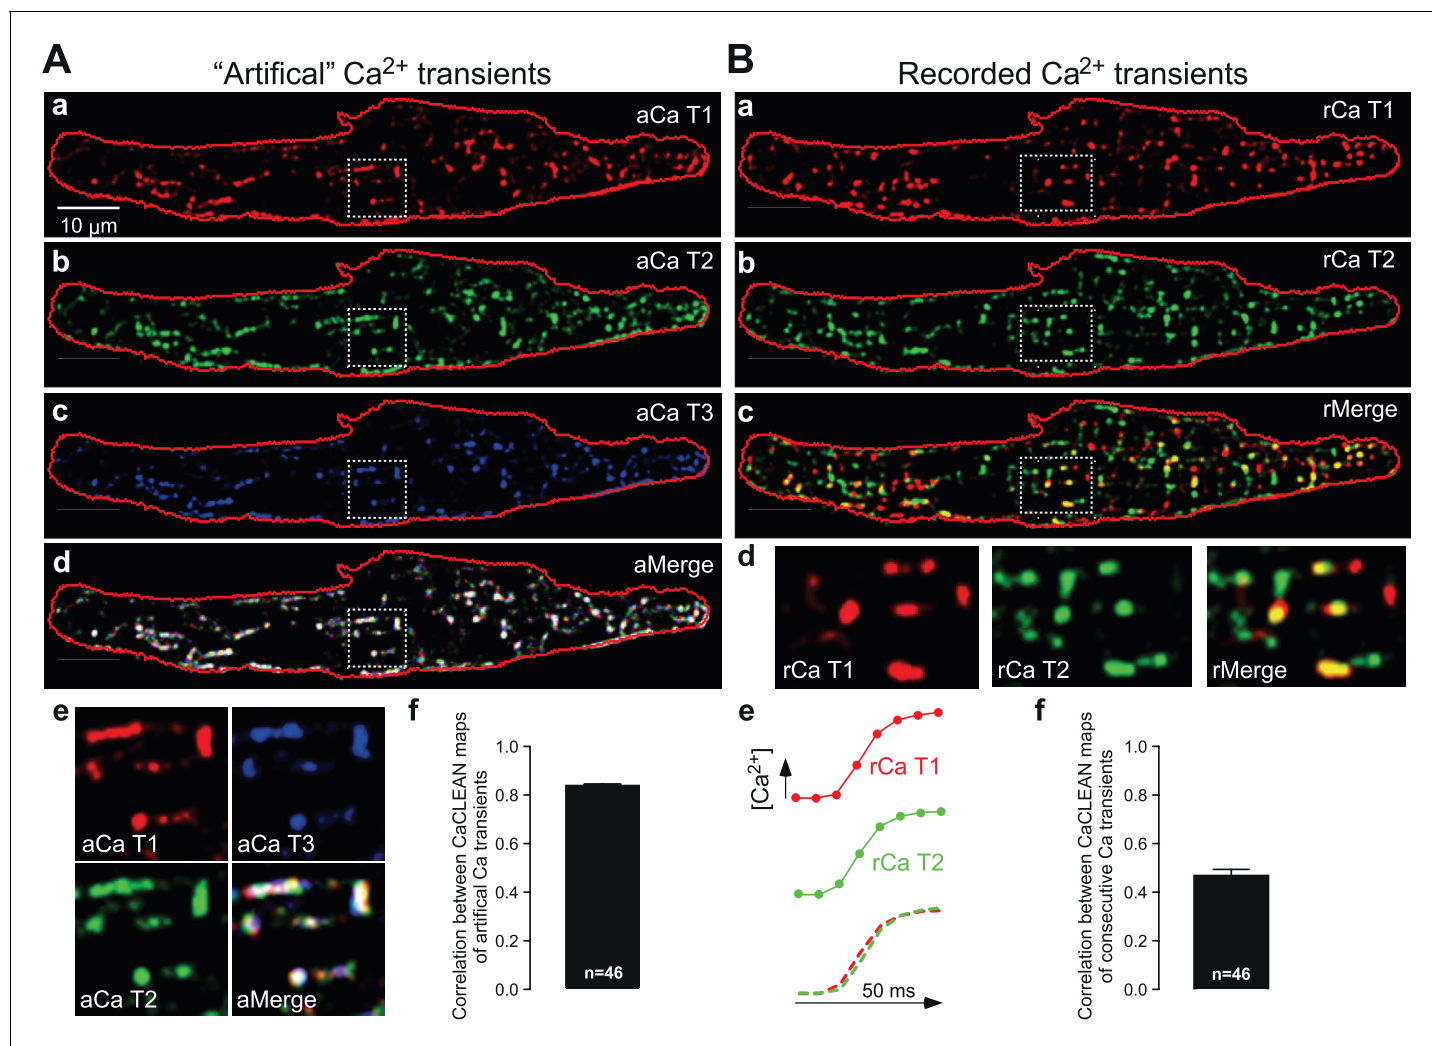 A
“Artifical” Ca2+ transients
a
aCa T1
10 µm
b
aCa T2
c
aCa T3
d
aMerge
e
aCa T1
aCa T3
aCa T2
aMerge
f
Correlation between CaCLEAN maps
of artifical Ca transients
1.0
0.8
0.6
0.4
0.2
0.0
n=46
B
Recorded Ca2+ transients
a
rCa T1
b
rCa T2
c
rMerge
d
rCa T1
rCa T2
rMerge
e
[Ca2+]
rCa T1
rCa T2
50 ms
f
Correlation between CaCLEAN maps
of consecutive Ca transients
1.0
0.8
0.6
0.4
0.2
0.0
n=46